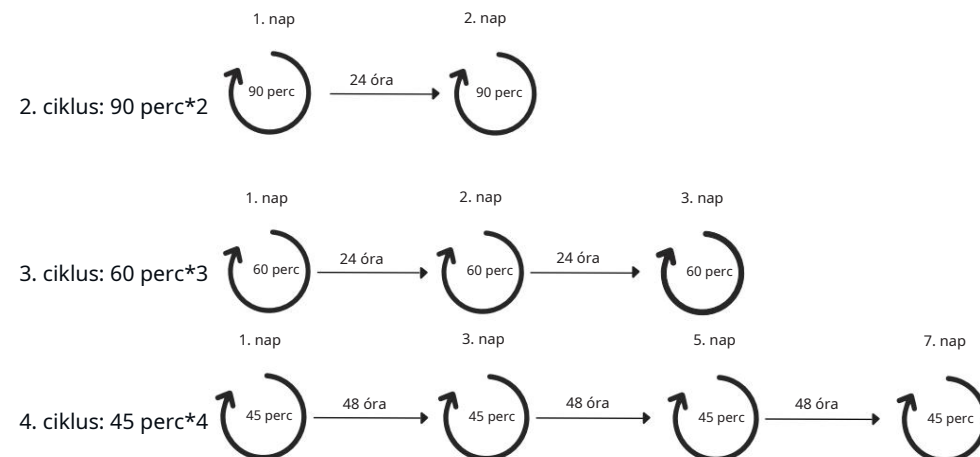 1. nap
2. nap
2. ciklus: 90 perc*2
90 perc
24 óra
90 perc
1. nap
2. nap
3. nap
3. ciklus: 60 perc*3
60 perc
24 óra
60 perc
24 óra
60 perc
1. nap
3. nap
5. nap
7. nap
4. ciklus: 45 perc*4
45 perc
48 óra
45 perc
48 óra
45 perc
48 óra
45 perc